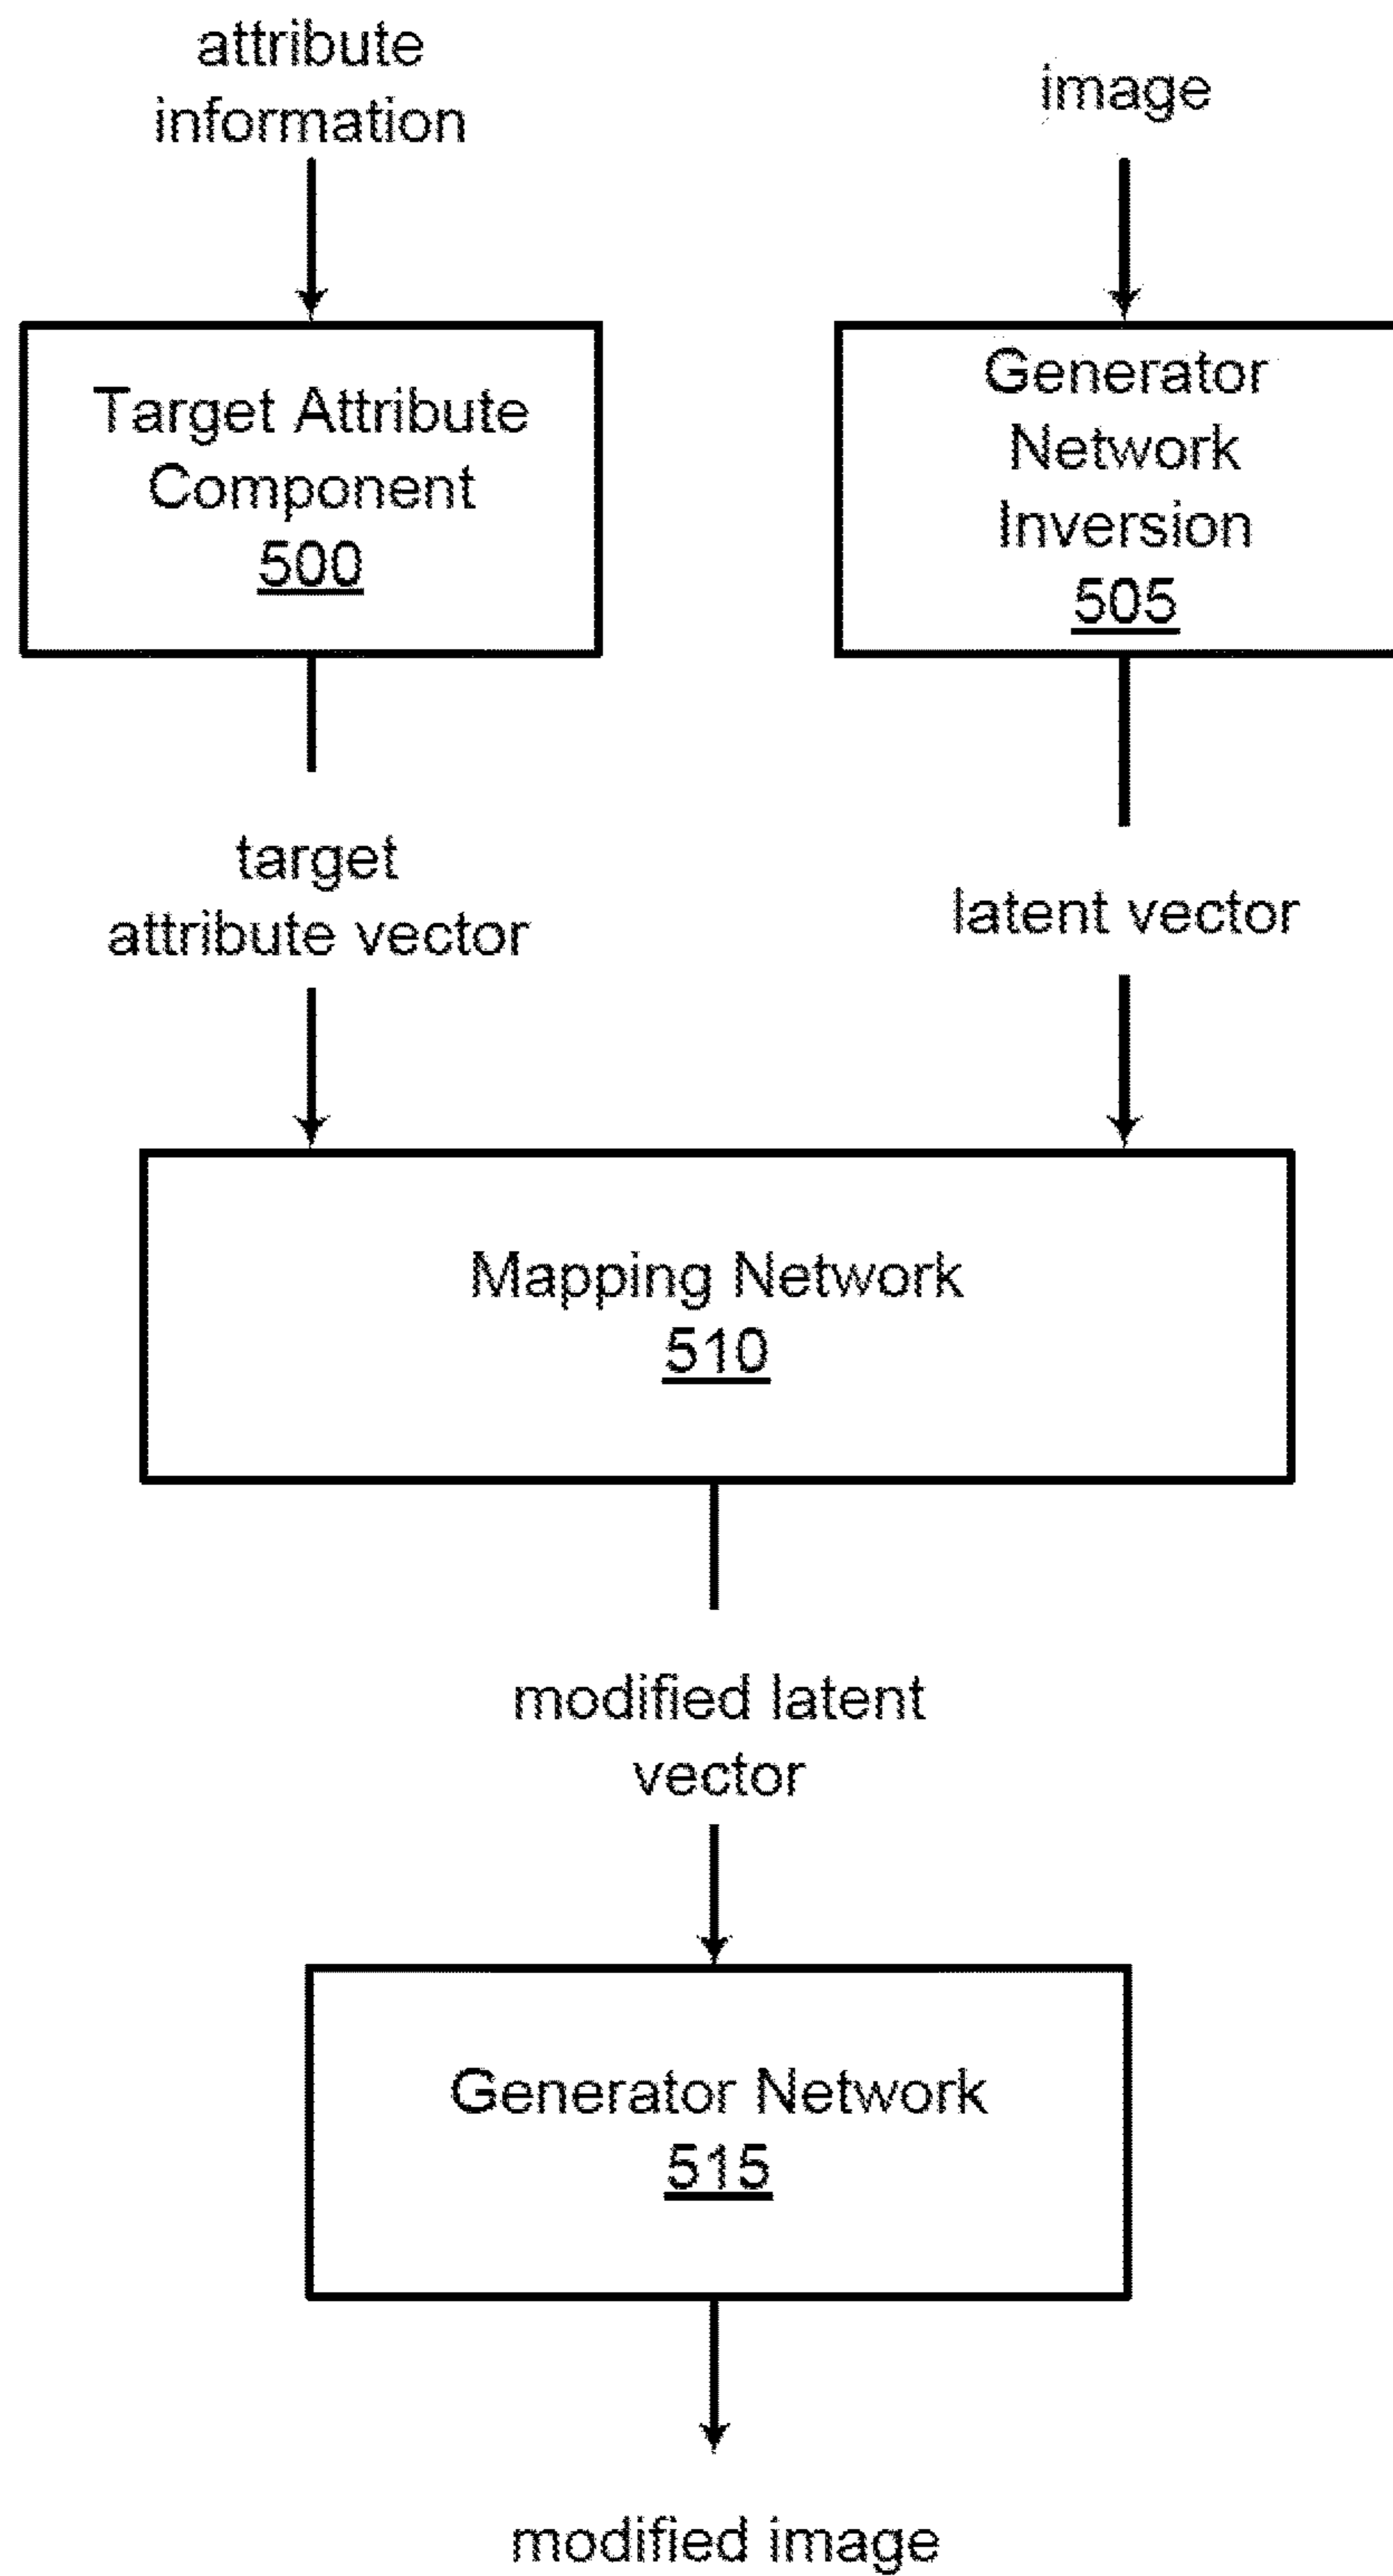 attribute
information
image
Target Attribute
Component
500
Generator
Network
Inversion
505
target
attribute vector
latent vector
Mapping Network
510
modified latent
vector
Generator Network
515
modified image